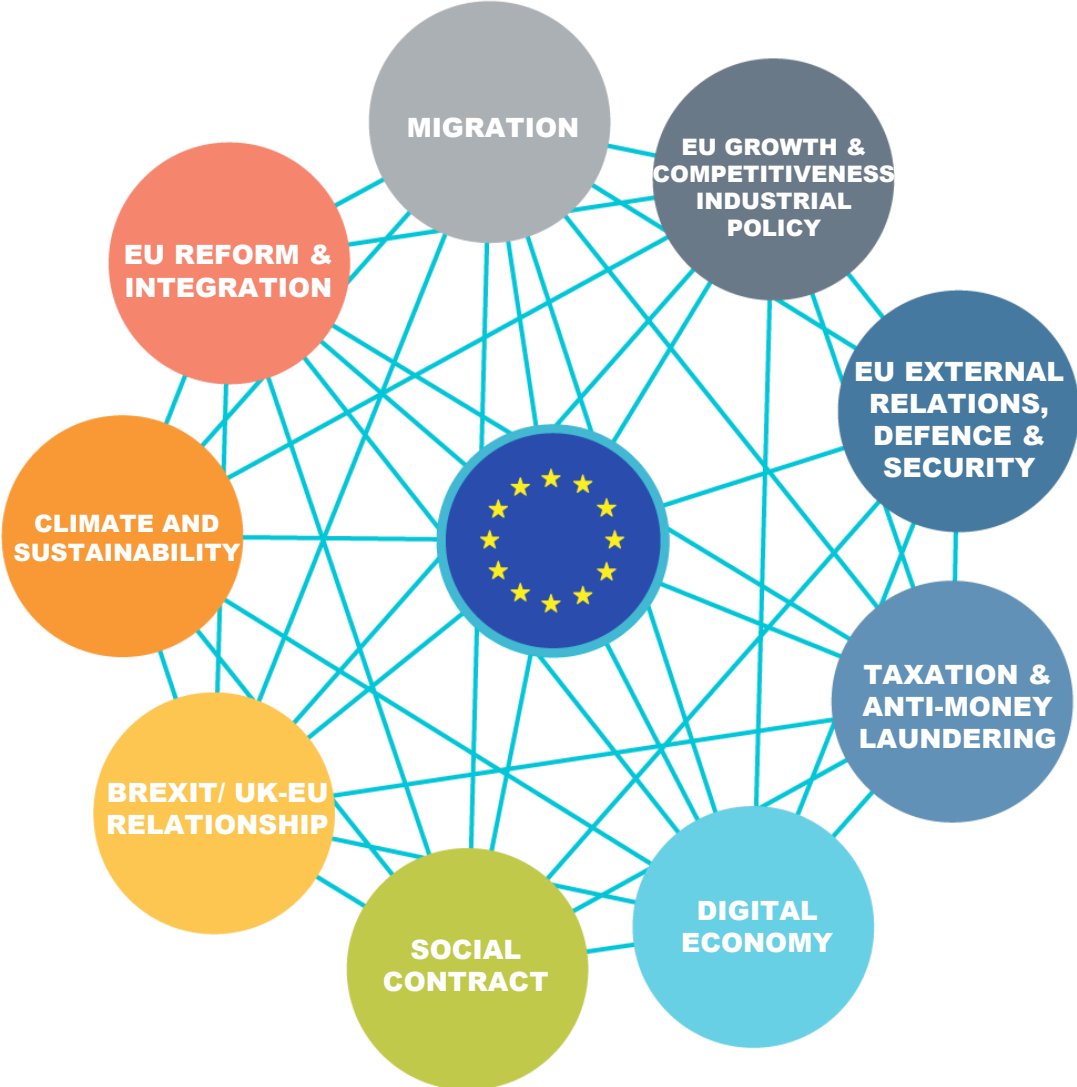 MIGRATION
EU GROWTH &
COMPETITIVENESS
INDUSTRIAL
POLICY
EU REFORM &
INTEGRATION
EU EXTERNAL
RELATIONS,
DEFENCE &
SECURITY
CLIMATE AND
SUSTAINABILITY
TAXATION &
ANTI-MONEY
LAUNDERING
BREXIT/ UK-EU
RELATIONSHIP
DIGITAL
ECONOMY
SOCIAL
CONTRACT